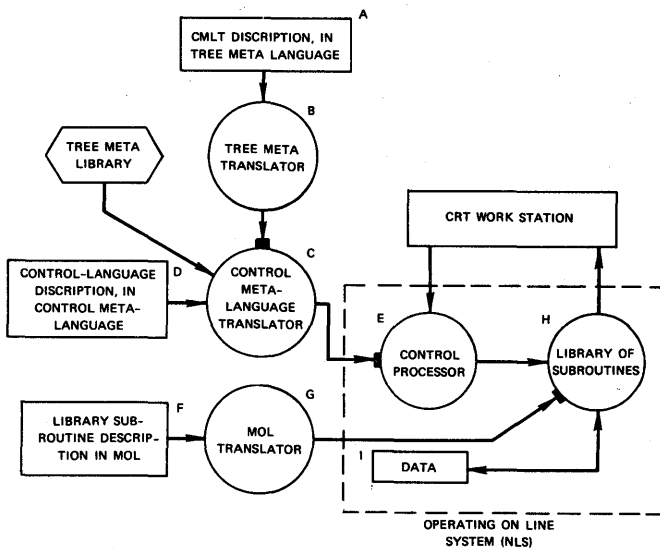 A
CMLT DISCRIPTION, IN
TREE META LANGUAGE
B
TREE META
TRANSLATOR
TREE META
LIBRARY
CRT WORK STATION
C
CONTROL
META-
LANGUAGE
TRANSLATOR
D
CONTROL-LANGUAGE
DISCRIPTION, IN
CONTROL META-
LANGUAGE
E
CONTROL
PROCESSOR
H
LIBRARY OF
SUBROUTINES
F
LIBRARY SUB-
ROUTINE DESCRIP-
TION IN MOL
G
MOL
TRANSLATOR
I
DATA
OPERATING ON LINE
SYSTEM (NLS)